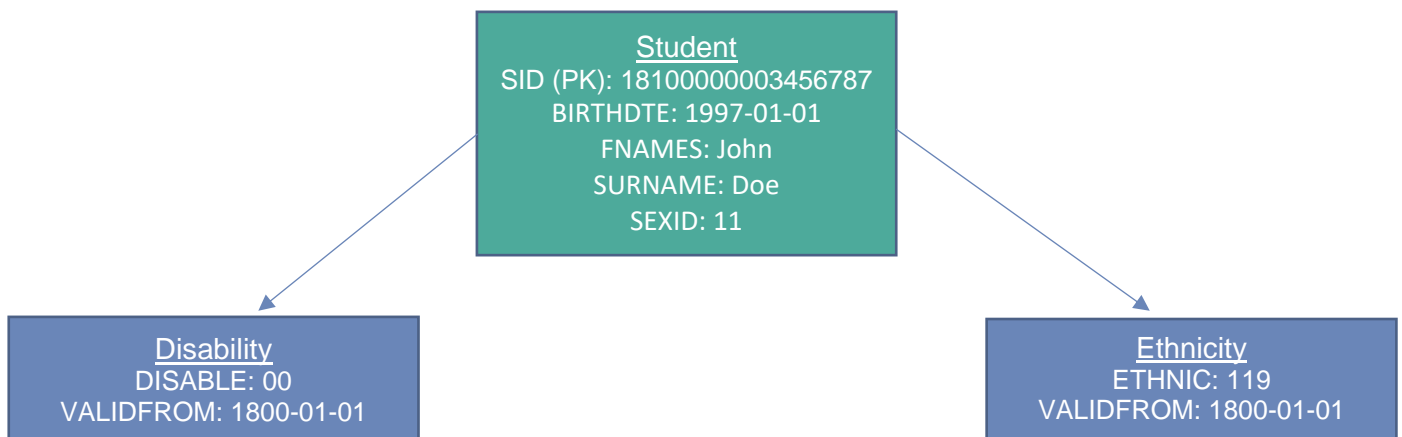 Student
SID (PK): 18100000003456787
BIRTHDTE: 1997-01-01
FNAMES: John
SURNAME: Doe
SEXID: 11
Disability
DISABLE: 00
VALIDFROM: 1800-01-01
Ethnicity
ETHNIC: 119
VALIDFROM: 1800-01-01